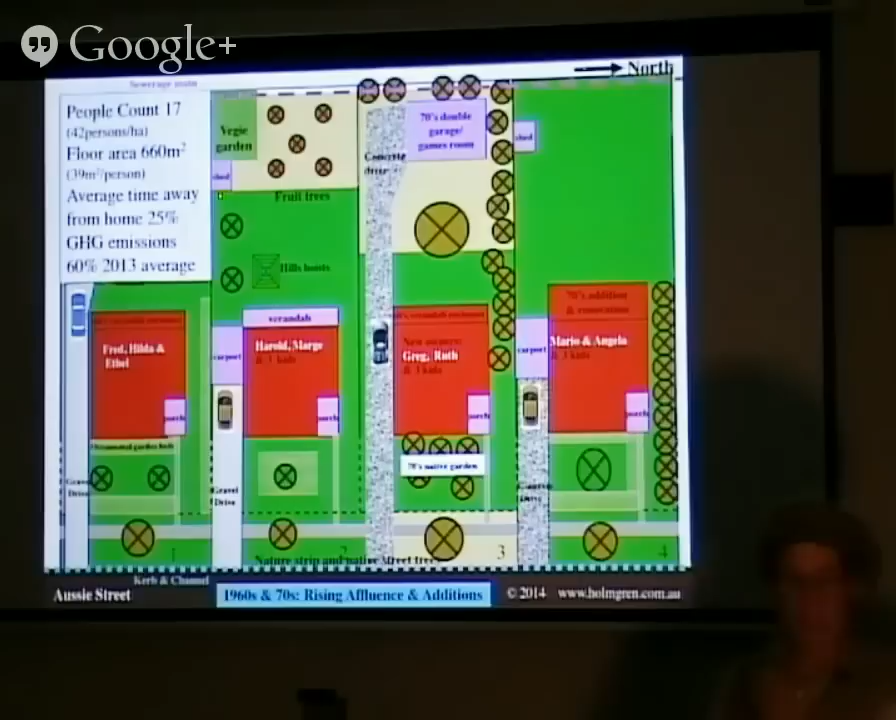 Google+
North
Sewerage main
People Count 17
(42persons/ha)
Floor area 660m²
(39m²/person)
Average time away
from home 25%
GHG emissions
60% 2013 average
Vegie
garden
shed
Fruit trees
Hills hoists
Concrete
drive
70's double
garage/
games room
shed
verandah
carport
Fred, Hilda &
Ethel
porch
Harold, Marge
& 3 kids
porch
New owners:
Greg, Ruth
& 3 kids
porch
70's addition
& renovation
carport
Mario & Angela
& 3 kids
porch
Ornamental garden beds
Gravel
Drive
Gravel
Drive
70's native garden
Drive
1
2
3
4
Nature strip and native street trees
Kerb & Channel
Aussie Street
1960s & 70s: Rising Affluence & Additions
© 2014 www.holmgren.com.au